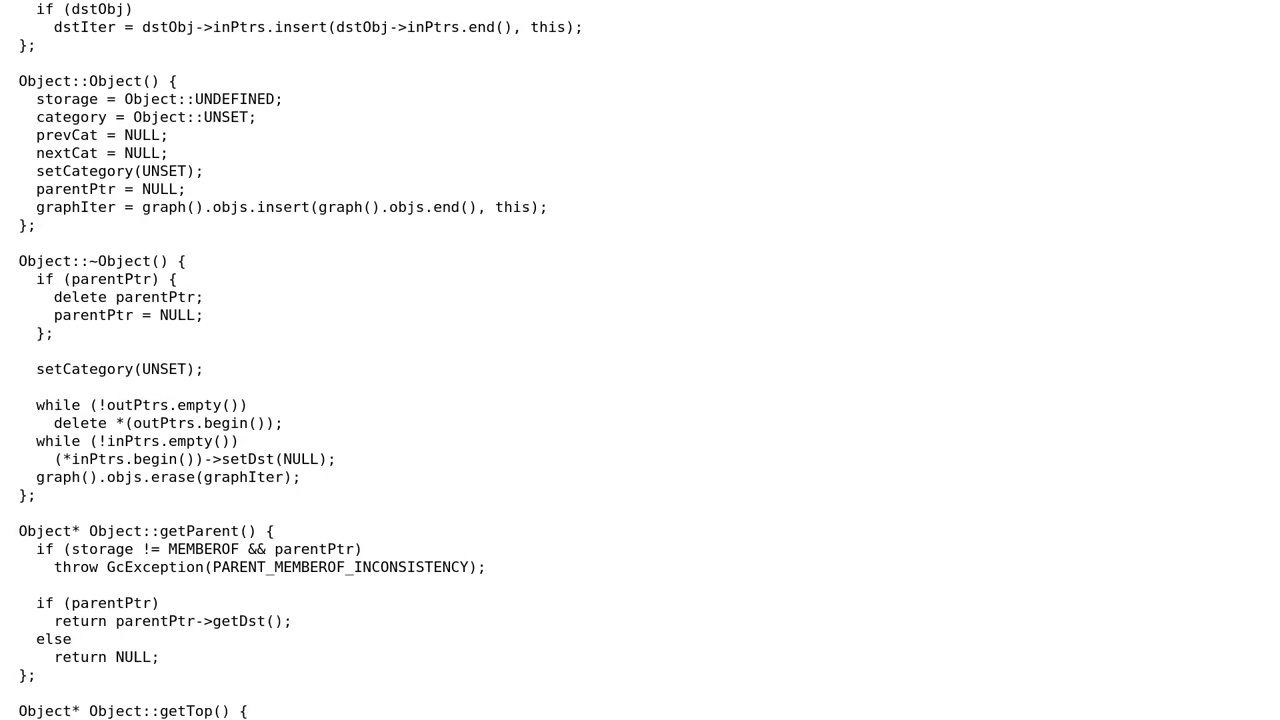 if (dstObj)
    dstIter = dstObj->inPtrs.insert(dstObj->inPtrs.end(), this);
};

Object::Object() {
  storage = Object::UNDEFINED;
  category = Object::UNSET;
  prevCat = NULL;
  nextCat = NULL;
  setCategory(UNSET);
  parentPtr = NULL;
  graphIter = graph().objs.insert(graph().objs.end(), this);
};

Object::~Object() {
  if (parentPtr) {
    delete parentPtr;
    parentPtr = NULL;
  };

  setCategory(UNSET);

  while (!outPtrs.empty())
    delete *(outPtrs.begin());
  while (!inPtrs.empty())
    (*inPtrs.begin())->setDst(NULL);
  graph().objs.erase(graphIter);
};

Object* Object::getParent() {
  if (storage != MEMBEROF && parentPtr)
    throw GcException(PARENT_MEMBEROF_INCONSISTENCY);

  if (parentPtr)
    return parentPtr->getDst();
  else
    return NULL;
};

Object* Object::getTop() {